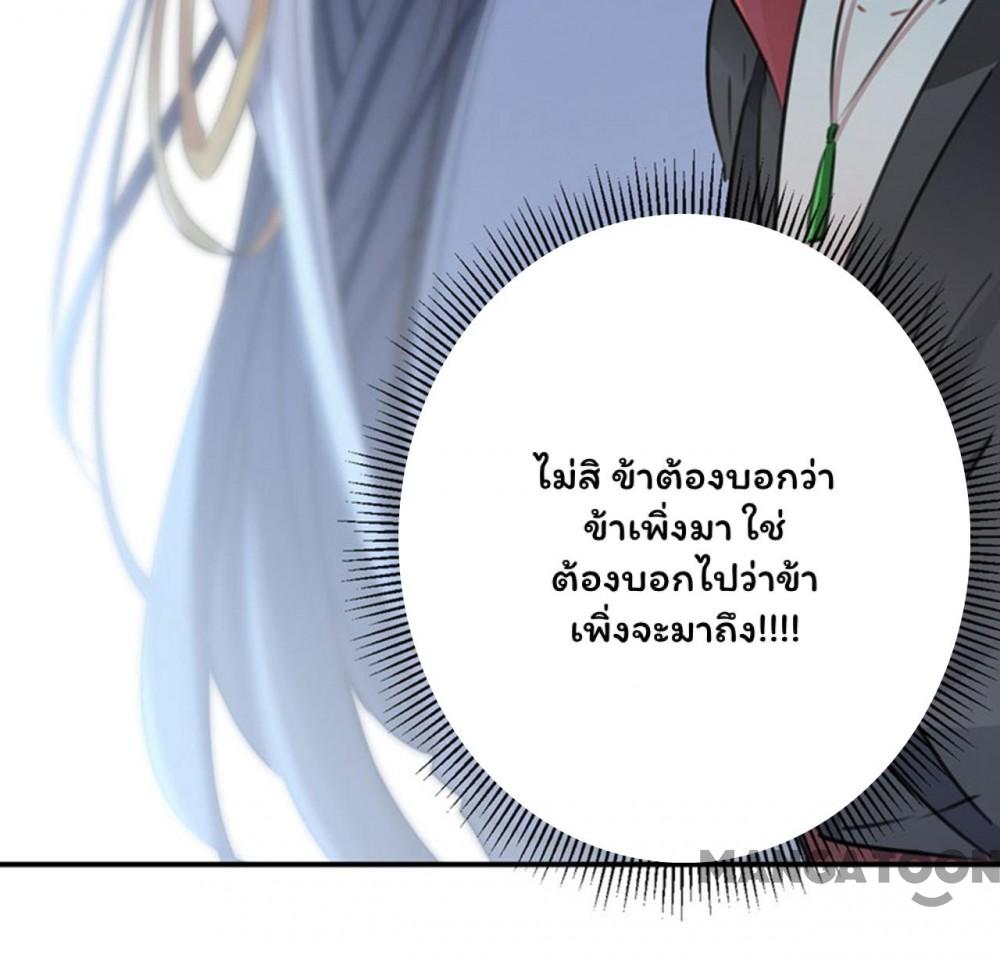 ไม่สิ ข้าต้องบอกว่า
ข้าเพิ่งมา ใช่
ต้องบอกไปว่าข้า
เพิ่งจะมาถึง!!!!
MANGATOON